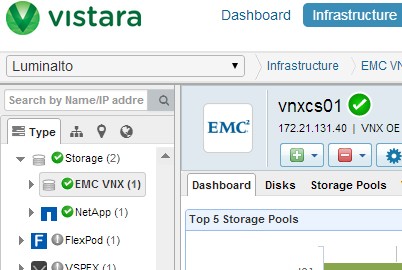 vistara
Dashboard
Infrastructure
Luminalto
Infrastructure
EMC VN
Search by Name/IP addre
Type
Storage (2)
EMC VNX (1)
NetApp (1)
FlexPod (1)
VSPEX (1)
EMC²
vnxcs01
172.21.131.40 | VNX OE
Dashboard
Disks
Storage Pools
Top 5 Storage Pools